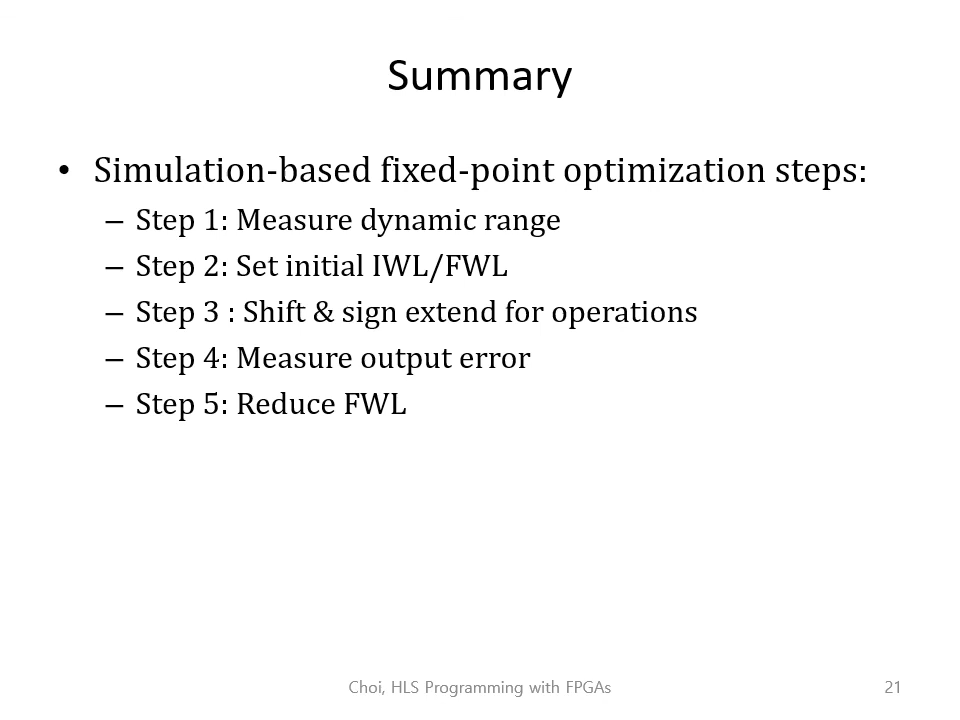 Summary
• Simulation-based fixed-point optimization steps:
– Step 1: Measure dynamic range
– Step 2: Set initial IWL/FWL
– Step 3 : Shift & sign extend for operations
– Step 4: Measure output error
– Step 5: Reduce FWL
Choi, HLS Programming with FPGAs
21